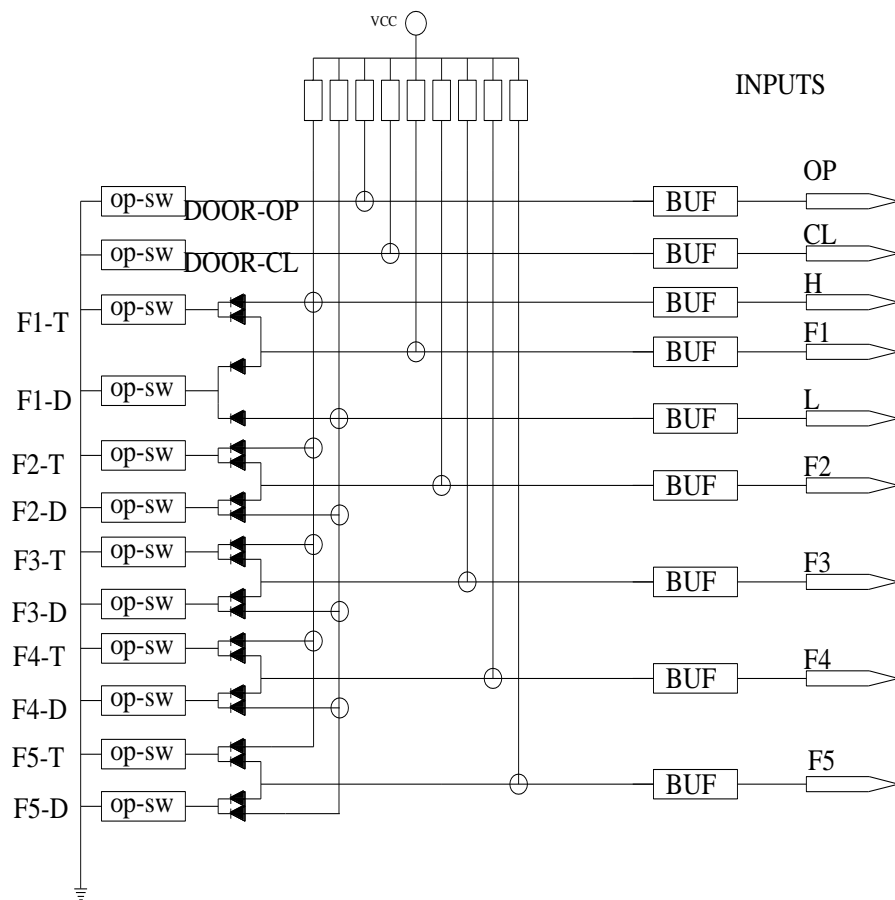 VCC
INPUTS
OP
op-sw DOOR-OP BUF
CL
op-sw DOOR-CL BUF
H
op-sw BUF
F1-T
F1
BUF
op-sw
F1-D
L
BUF
op-sw
F2-T
F2
BUF
op-sw
F2-D
op-sw
F3-T
F3
BUF
op-sw
F3-D
op-sw
F4-T
F4
BUF
op-sw
F4-D
op-sw
F5-T
F5
BUF
op-sw
F5-D